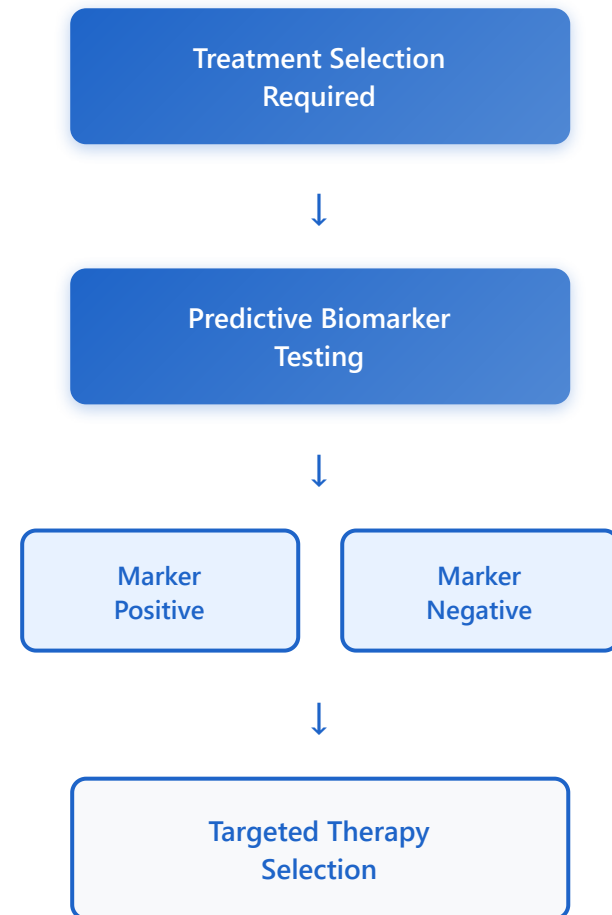 Treatment Selection
Required
↓
Predictive Biomarker
Testing
↓
Marker
Positive
Marker
Negative
↓
Targeted Therapy
Selection